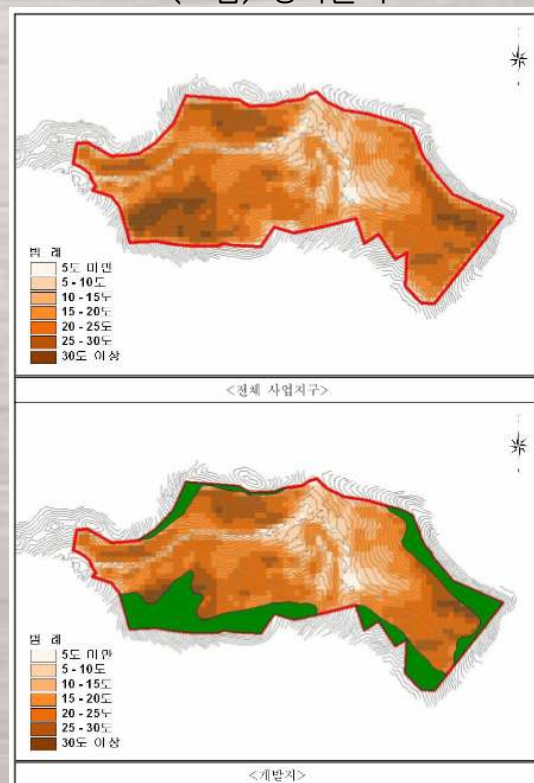 범 례
5도 미만
5 - 10도
10 - 15도
15 - 20도
20 - 25도
25 - 30도
30도 이상
<전체 사업지구>
범 례
5도 미만
5 - 10도
10 - 15도
15 - 20도
20 - 25도
25 - 30도
30도 이상
<개발지>